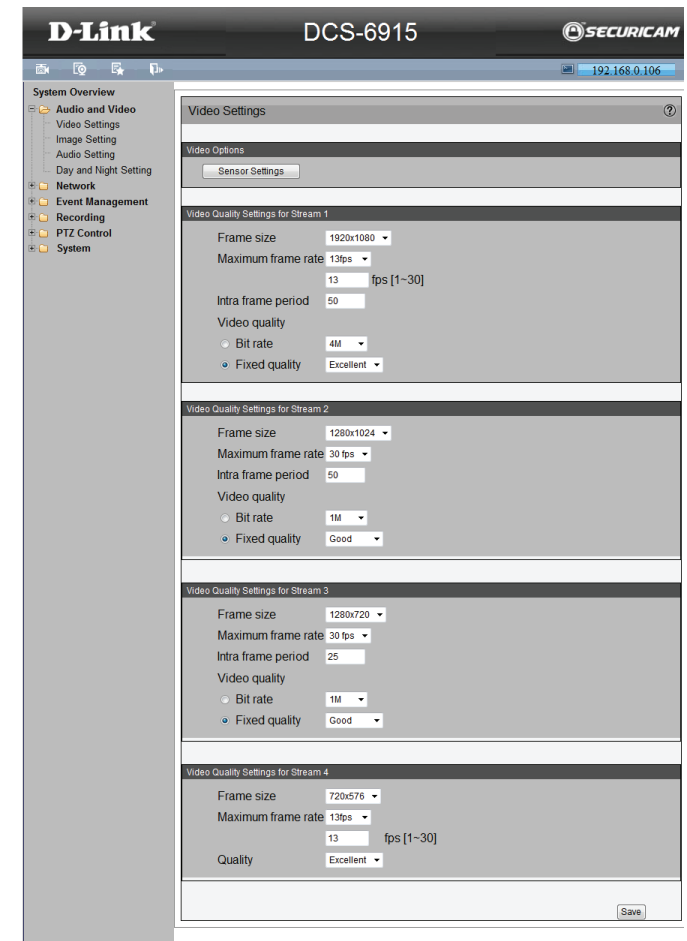 D-Link
DCS-6915
SECURICAM
192.168.0.106
System Overview
Audio and Video
Video Settings
Image Setting
Audio Setting
Day and Night Setting
Network
Event Management
Recording
PTZ Control
System
Video Settings
?
Video Options
Sensor Settings
Video Quality Settings for Stream 1
Frame size 1920x1080
Maximum frame rate 13fps
13 fps [1~30]
Intra frame period 50
Video quality
Bit rate 4M
Fixed quality Excellent
Video Quality Settings for Stream 2
Frame size 1280x1024
Maximum frame rate 30 fps
Intra frame period 50
Video quality
Bit rate 1M
Fixed quality Good
Video Quality Settings for Stream 3
Frame size 1280x720
Maximum frame rate 30 fps
Intra frame period 25
Video quality
Bit rate 1M
Fixed quality Good
Video Quality Settings for Stream 4
Frame size 720x576
Maximum frame rate 13fps
13 fps [1~30]
Quality Excellent
Save